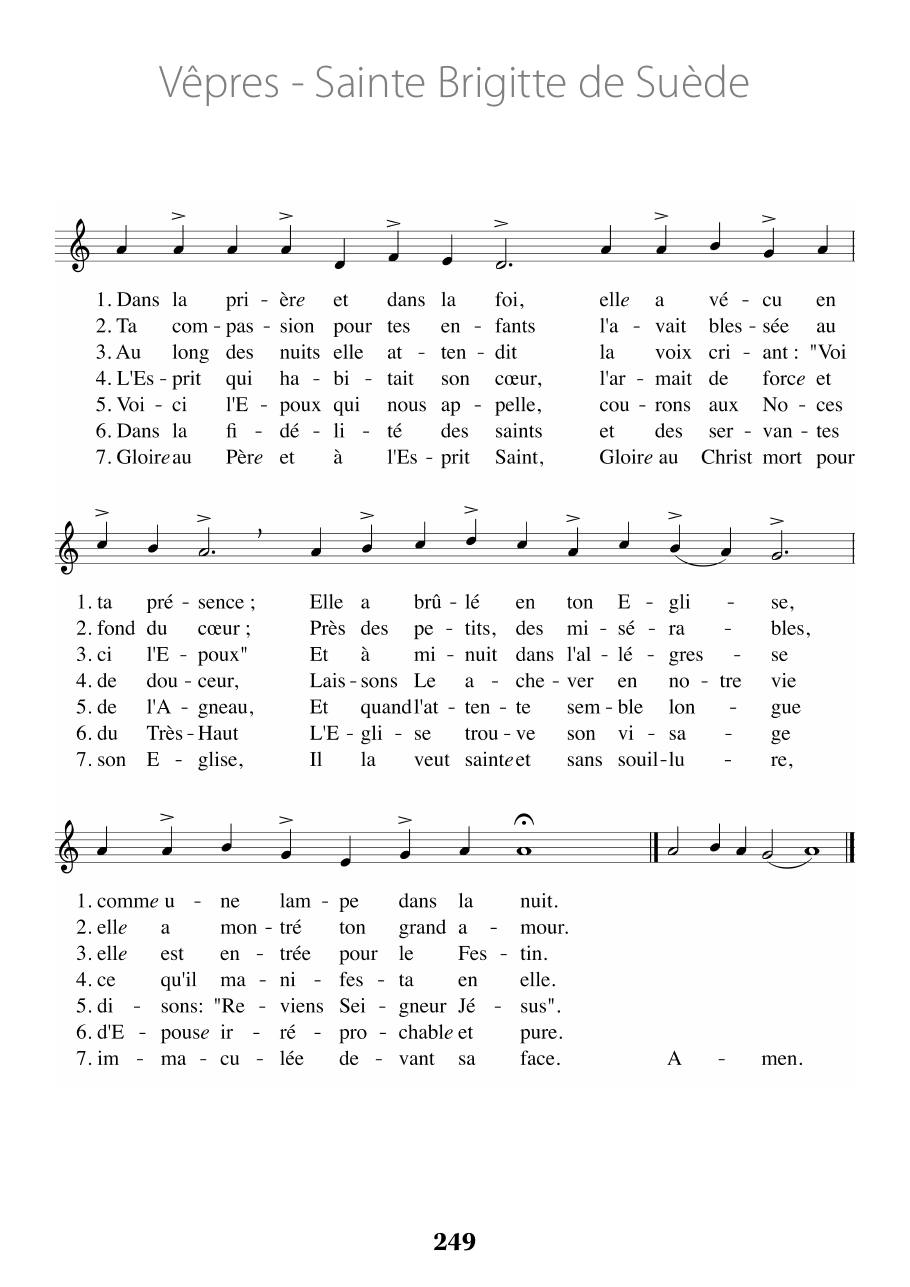 Vêpres - Sainte Brigitte de Suède
1. Dans la pri - ère et dans la foi, elle a vé - cu en
2. Ta com - pas - sion pour tes en - fants l'a - vait bles - sée au
3. Au long des nuits elle at - ten - dit la voix cri - ant : "Voi
4. L'Es - prit qui ha - bi - tait son cœur, l'ar - mait de force et
5. Voi - ci l'E - poux qui nous ap - pelle, cou - rons aux No - ces
6. Dans la fi - dé - li - té des saints et des ser - van - tes
7. Gloire au Père et à l'Es - prit Saint, Gloire au Christ mort pour
1. ta pré - sence ; Elle a brû - lé en ton E - gli - se,
2. fond du cœur ; Près des pe - tits, des mi - sé - ra - bles,
3. ci l'E - poux" Et à mi - nuit dans l'al - lé - gres - se
4. de dou - ceur, Lais - sons Le a - che - ver en no - tre vie
5. de l'A - gneau, Et quand l'at - ten - te sem - ble lon - gue
6. du Très - Haut L'E - gli - se trou - ve son vi - sa - ge
7. son E - glise, Il la veut sainte et sans souil - lu - re,
1. comme u - ne lam - pe dans la nuit.
2. elle a mon - tré ton grand a - mour.
3. elle est en - trée pour le Fes - tin.
4. ce qu'il ma - ni - fes - ta en elle.
5. di - sons: "Re - viens Sei - gneur Jé - sus".
6. d'E - pouse ir - ré - pro - chable et pure.
7. im - ma - cu - lée de - vant sa face. A - men.
249